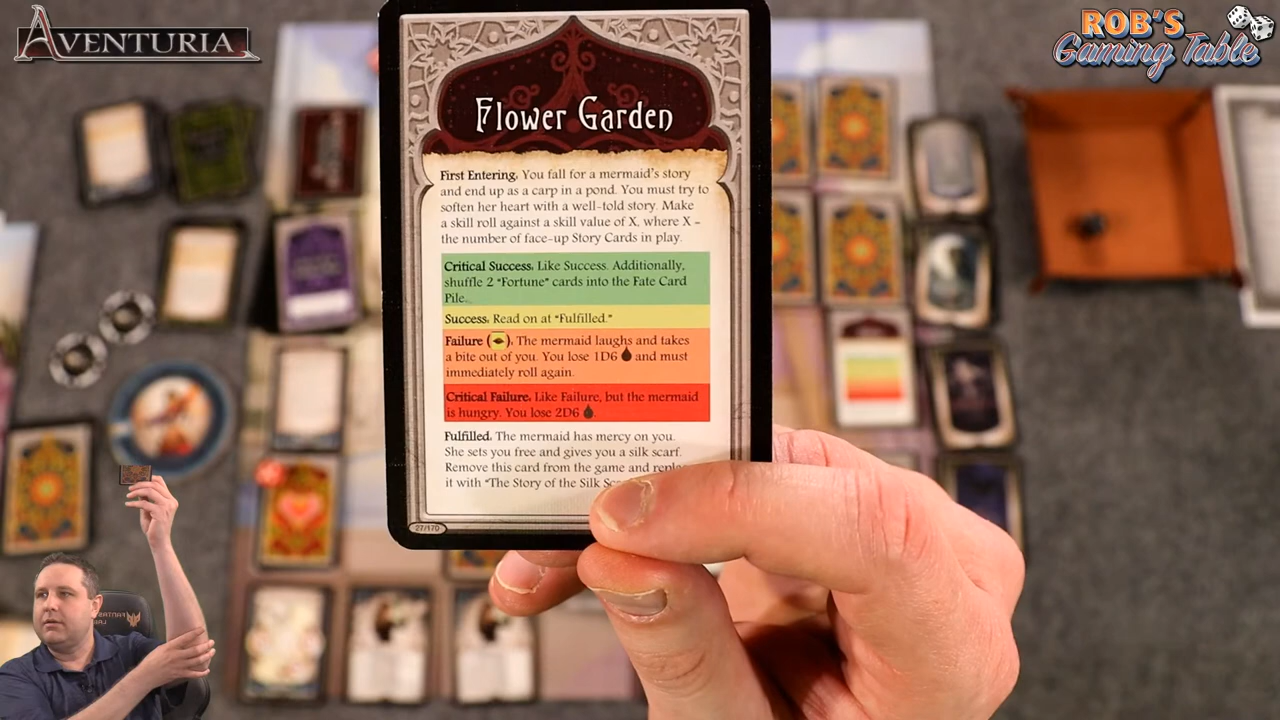 AVENTURIA
ROB'S
Gaming Table
Flower Garden
First Entering. You fall for a mermaid's story
and end up as a carp in a pond. You must try to
soften her heart with a well-told story. Make
a skill roll against a skill value of X, where X =
the number of face-up Story Cards in play.
Critical Success. Like Success. Additionally,
shuffle 2 "Fortune" cards into the Fate Card
Pile.
Success. Read on at "Fulfilled."
Failure ( ). The mermaid laughs and takes
a bite out of you. You lose 1D6 and must
immediately roll again.
Critical Failure. Like Failure, but the mermaid
is hungry. You lose 2D6 .
Fulfilled. The mermaid has mercy on you.
She sets you free and gives you a silk scarf.
Remove this card from the game and
it with "The Story of the Silk
27/170